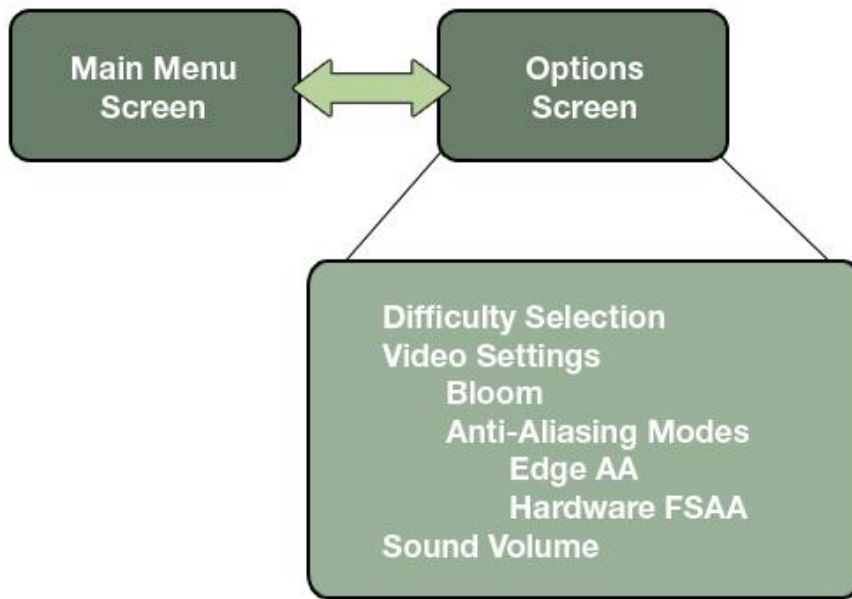 Main Menu
Screen
Options
Screen
Difficulty Selection
Video Settings
Bloom
Anti-Aliasing Modes
Edge AA
Hardware FSAA
Sound Volume